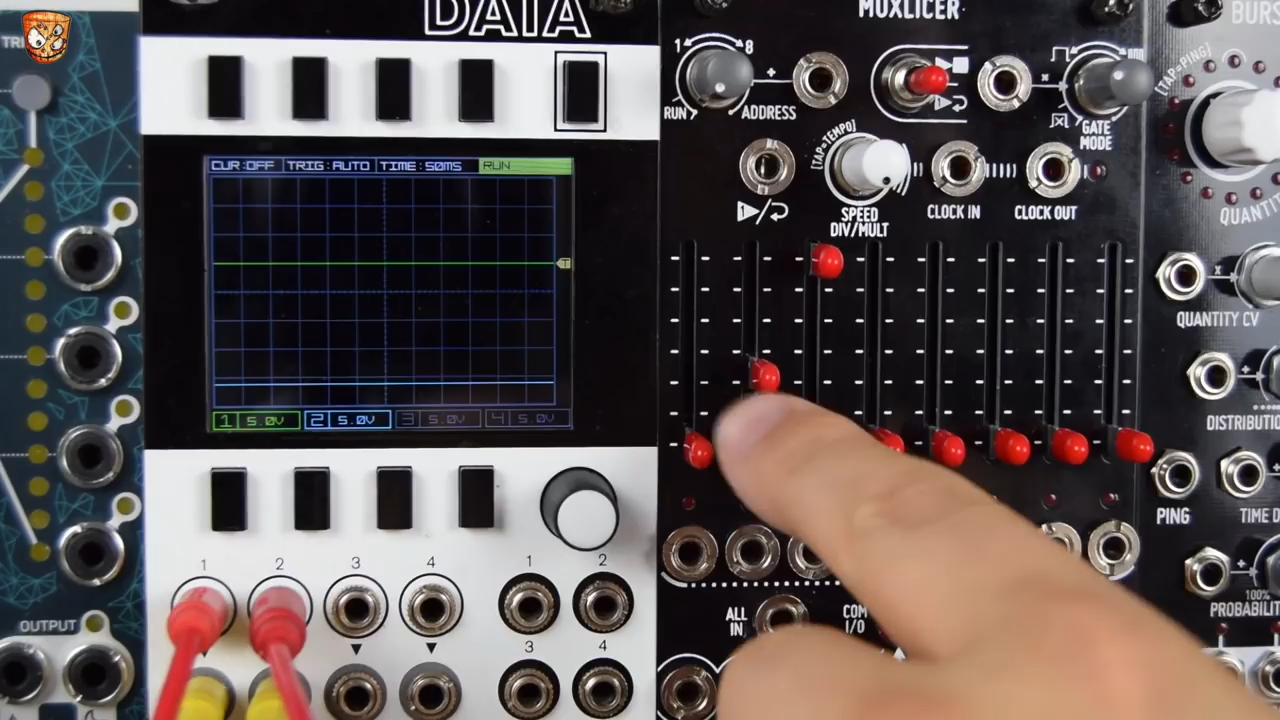 DATA
CUR:OFF TRIG:AUTO TIME:50MS RUN
1 5.0V 2 5.0V 3 5.0V 4 5.0V
1 2 3 4
1 2
3 4
OUTPUT
MUXLICER
1 8
RUN ADDRESS
GATE
MODE
[TAP=TEMPO]
SPEED
DIV/MULT
CLOCK IN
CLOCK OUT
ALL
IN
COM
I/O
BURS
[TAP=PING]
QUANTIT
QUANTITY CV
DISTRIBUTIO
PING
TIME D
100%
PROBABILIT